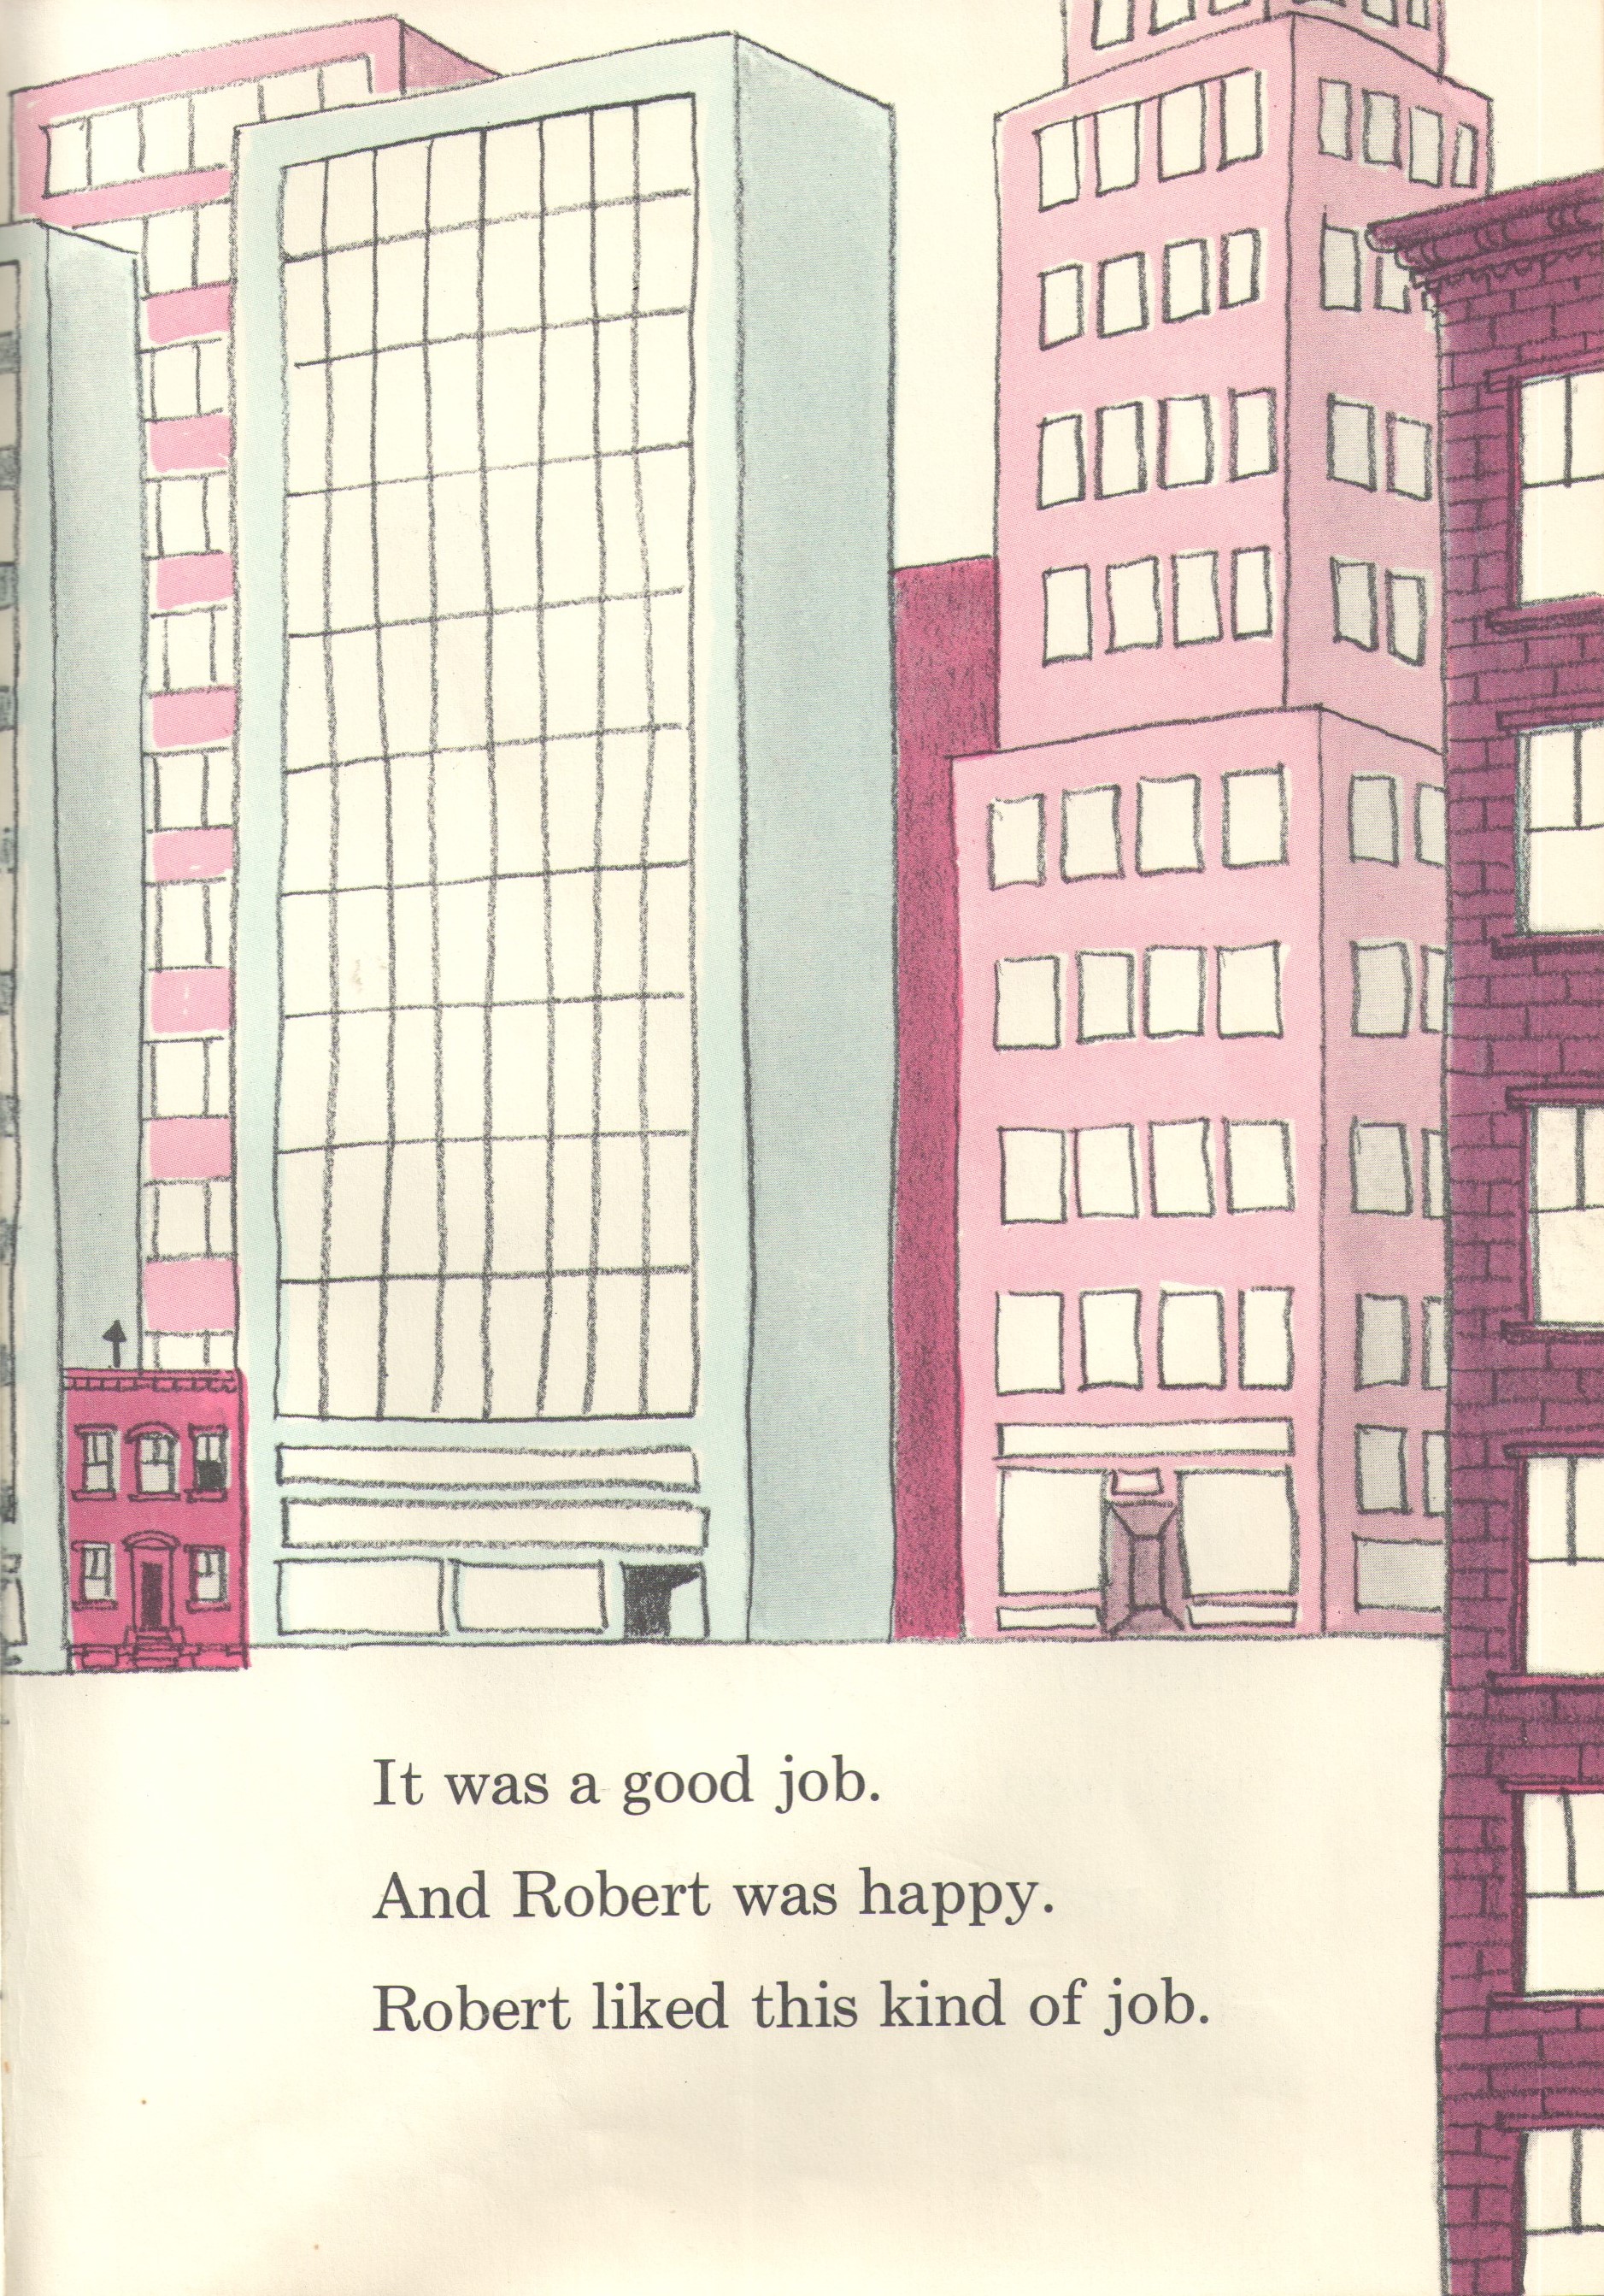 It was a good job.
And Robert was happy.
Robert liked this kind of job.